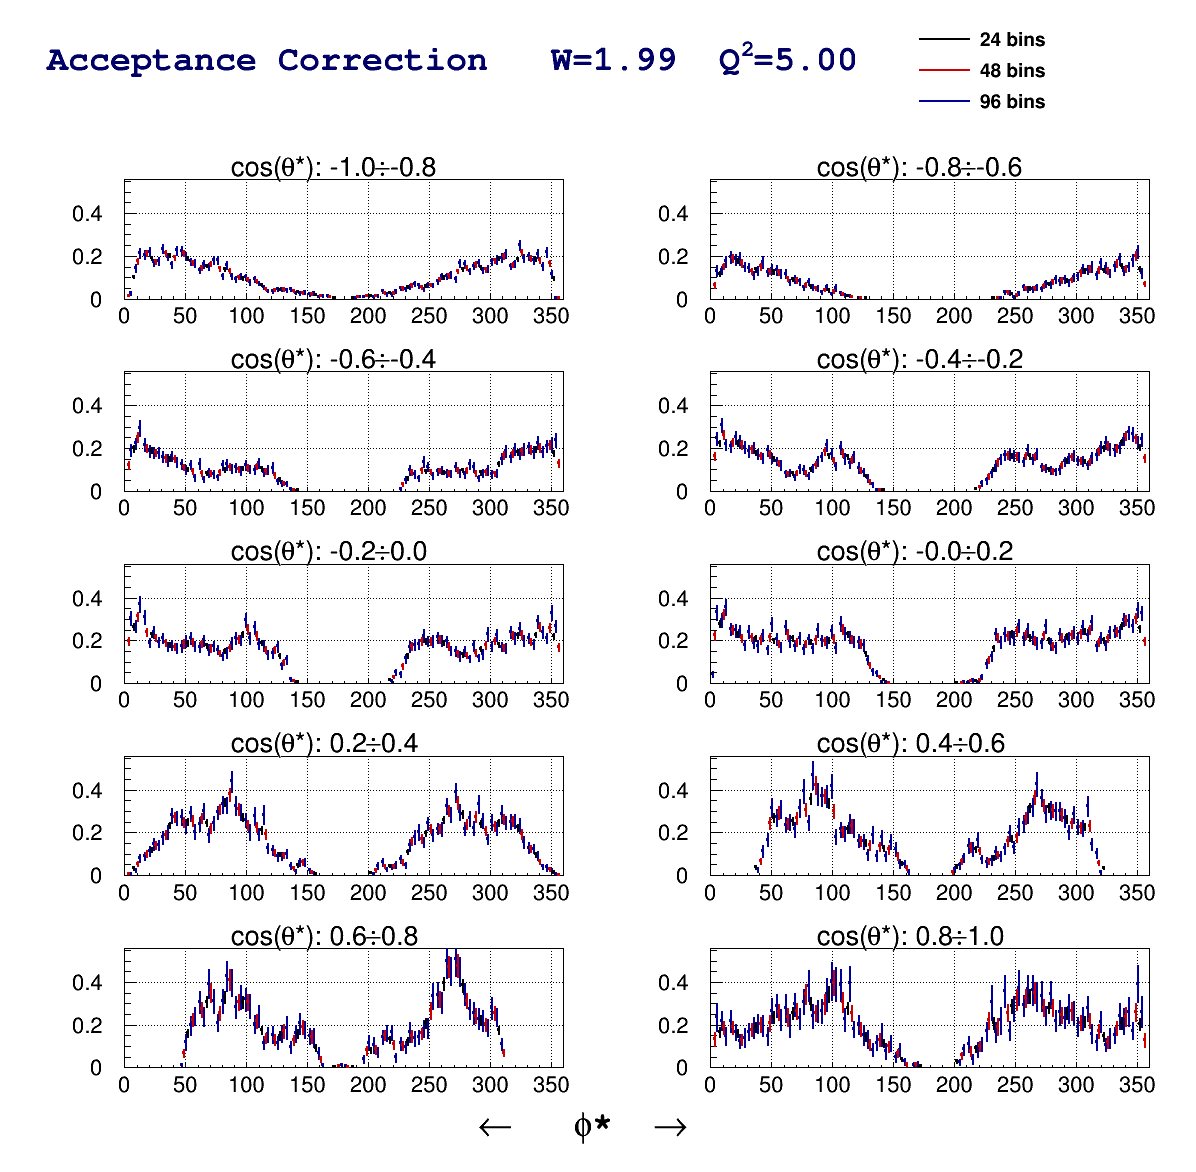 Acceptance Correction W=1.99 Q²=5.00
24 bins
48 bins
96 bins
cos(θ*): -1.0÷-0.8
cos(θ*): -0.8÷-0.6
0.4
0.2
0
0 50 100 150 200 250 300 350
0.4
0.2
0
0 50 100 150 200 250 300 350
cos(θ*): -0.6÷-0.4
cos(θ*): -0.4÷-0.2
0.4
0.2
0
0 50 100 150 200 250 300 350
0.4
0.2
0
0 50 100 150 200 250 300 350
cos(θ*): -0.2÷0.0
cos(θ*): -0.0÷0.2
0.4
0.2
0
0 50 100 150 200 250 300 350
0.4
0.2
0
0 50 100 150 200 250 300 350
cos(θ*): 0.2÷0.4
cos(θ*): 0.4÷0.6
0.4
0.2
0
0 50 100 150 200 250 300 350
0.4
0.2
0
0 50 100 150 200 250 300 350
cos(θ*): 0.6÷0.8
cos(θ*): 0.8÷1.0
0.4
0.2
0
0 50 100 150 200 250 300 350
0.4
0.2
0
0 50 100 150 200 250 300 350
← ϕ* →